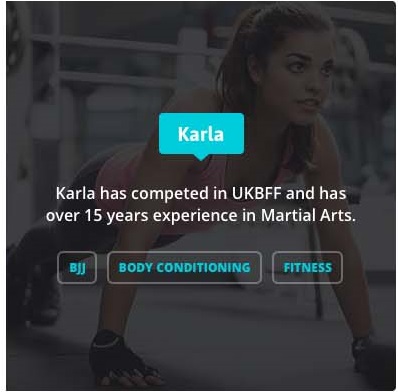 Karla
Karla has competed in UKBFF and has
over 15 years experience in Martial Arts.
BJJ
BODY CONDITIONING
FITNESS